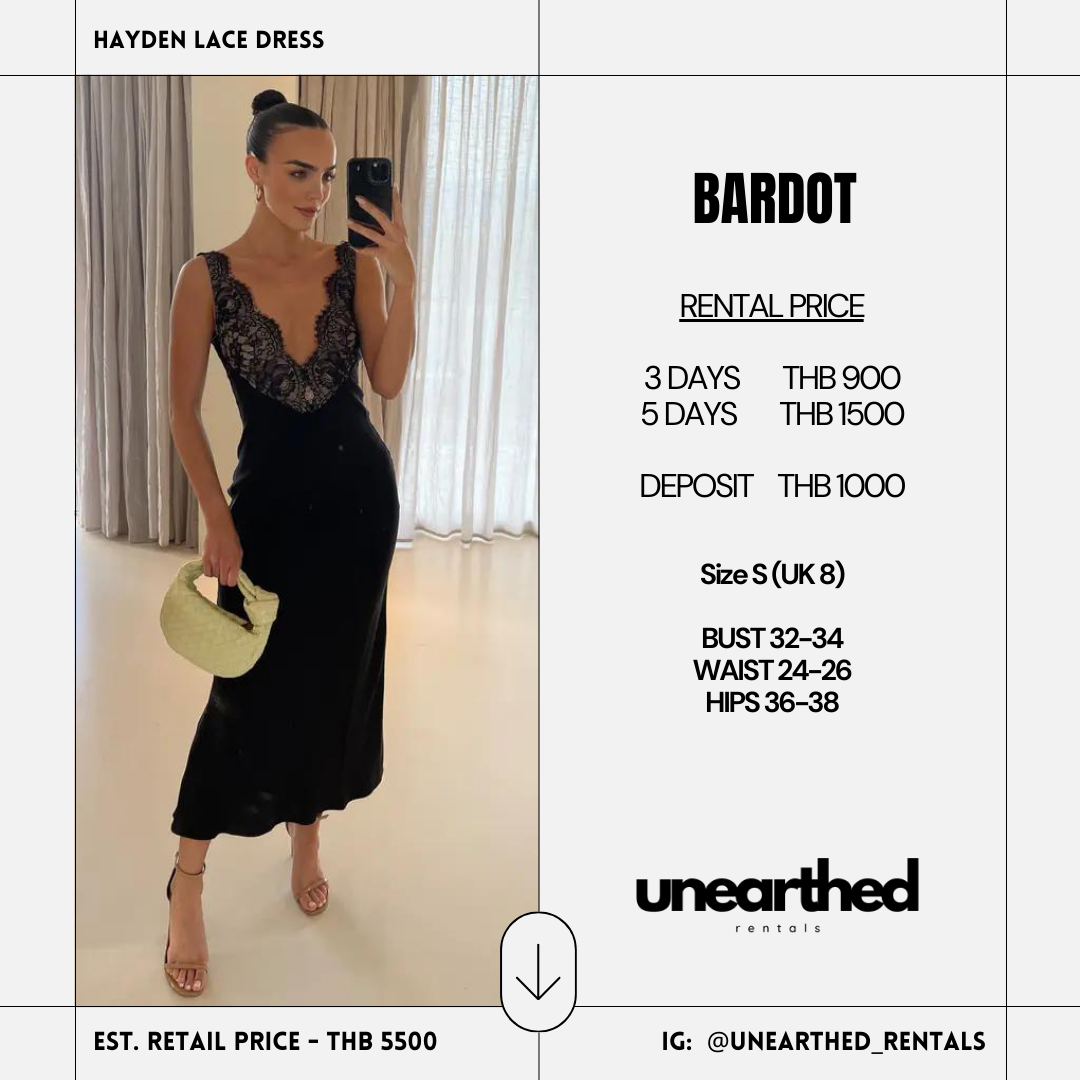 HAYDEN LACE DRESS
BARDOT
RENTAL PRICE
3 DAYS THB 900
5 DAYS THB 1500
DEPOSIT THB 1000
Size S (UK 8)
BUST 32-34
WAIST 24-26
HIPS 36-38
unearthed
rentals
EST. RETAIL PRICE - THB 5500
IG: @UNEARTHED_RENTALS